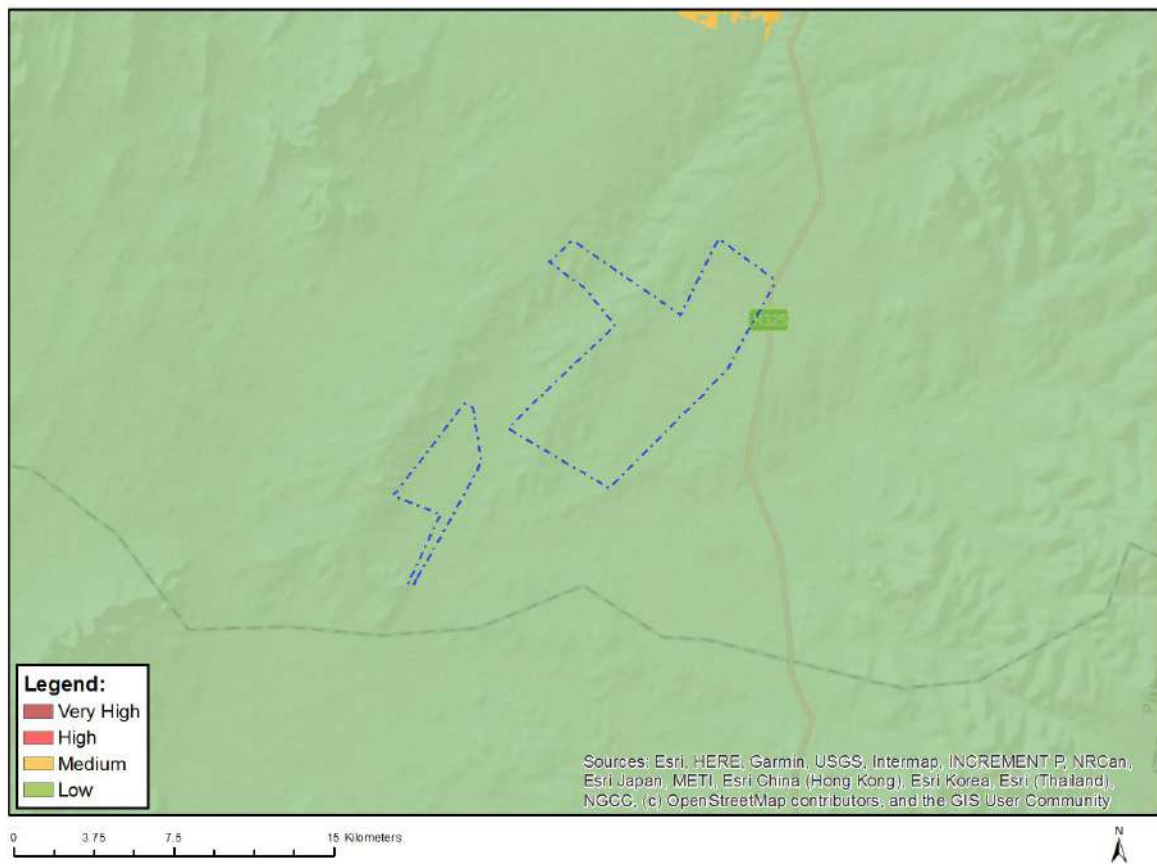 N325
Legend:
Very High
High
Medium
Low
Sources: Esri, HERE, Garmin, USGS, Intermap, INCREMENT P, NRCan,
Esri Japan, METI, Esri China (Hong Kong), Esri Korea, Esri (Thailand),
NGCC, (c) OpenStreetMap contributors, and the GIS User Community
0 3.75 7.5 15 Kilometers
N